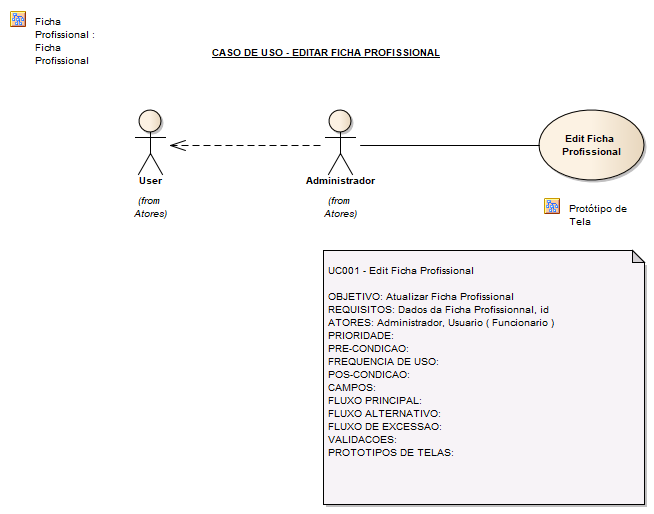 Ficha
Profissional :
Ficha
Profissional
CASO DE USO - EDITAR FICHA PROFISSIONAL
User
(from
Atores)
Administrador
(from
Atores)
Edit Ficha
Profissional
Protótipo de
Tela
UC001 - Edit Ficha Profissional
OBJETIVO: Atualizar Ficha Profissional
REQUISITOS: Dados da Ficha Profissionnal, id
ATORES: Administrador, Usuario ( Funcionario )
PRIORIDADE:
PRE-CONDICAO:
FREQUENCIA DE USO:
POS-CONDICAO:
CAMPOS:
FLUXO PRINCIPAL:
FLUXO ALTERNATIVO:
FLUXO DE EXCESSAO:
VALIDACOES:
PROTOTIPOS DE TELAS: